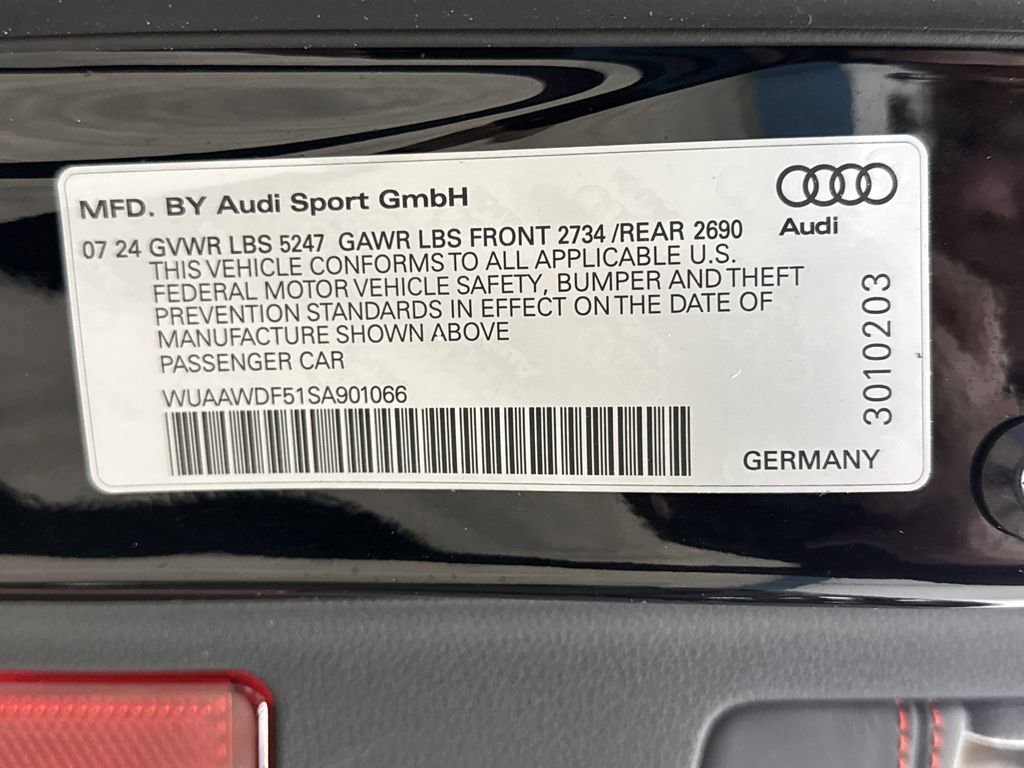 MFD. BY Audi Sport GmbH
Audi
07 24 GVWR LBS 5247 GAWR LBS FRONT 2734 /REAR 2690
THIS VEHICLE CONFORMS TO ALL APPLICABLE U.S.
FEDERAL MOTOR VEHICLE SAFETY, BUMPER AND THEFT
PREVENTION STANDARDS IN EFFECT ON THE DATE OF
MANUFACTURE SHOWN ABOVE
PASSENGER CAR
WUAAWDF51SA901066
GERMANY
3010203